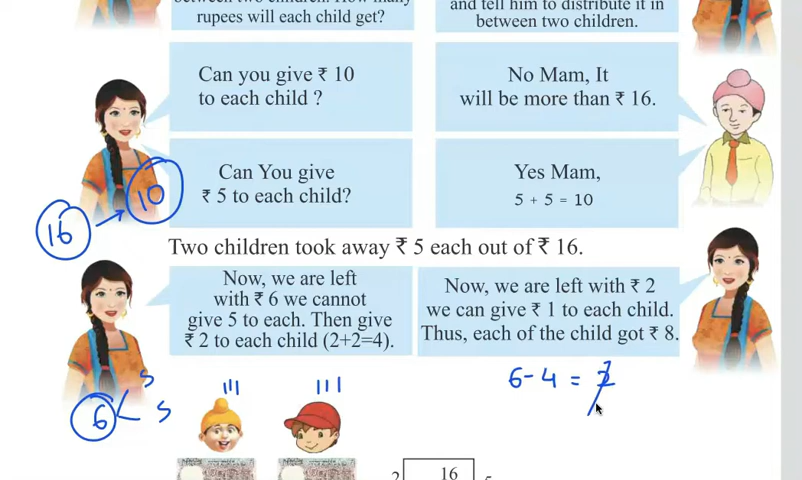 between two children. How many
rupees will each child get?
and tell him to distribute it in
between two children.
Can you give ₹ 10
to each child ?
No Mam, It
will be more than ₹ 16.
Can You give
₹ 5 to each child?
Yes Mam,
5 + 5 = 10
10
16
Two children took away ₹ 5 each out of ₹ 16.
Now, we are left
with ₹ 6 we cannot
give 5 to each. Then give
₹ 2 to each child (2+2=4).
Now, we are left with ₹ 2
we can give ₹ 1 to each child.
Thus, each of the child got ₹ 8.
6 - 4 = 2
5
6 < 5
2 16